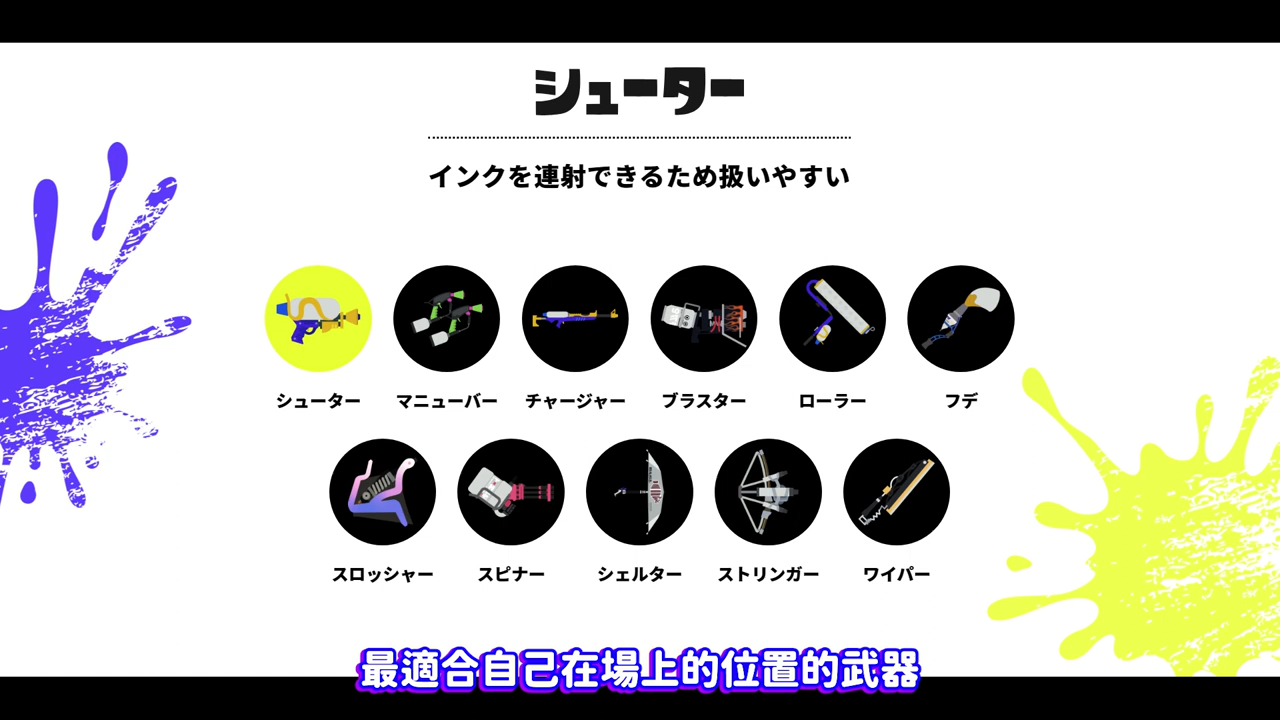 シューター
インクを連射できるため扱いやすい
シューター
マニューバー
チャージャー
ブラスター
ローラー
フデ
スロッシャー
スピナー
シェルター
ストリンガー
ワイパー
最適合自己在場上的位置的武器